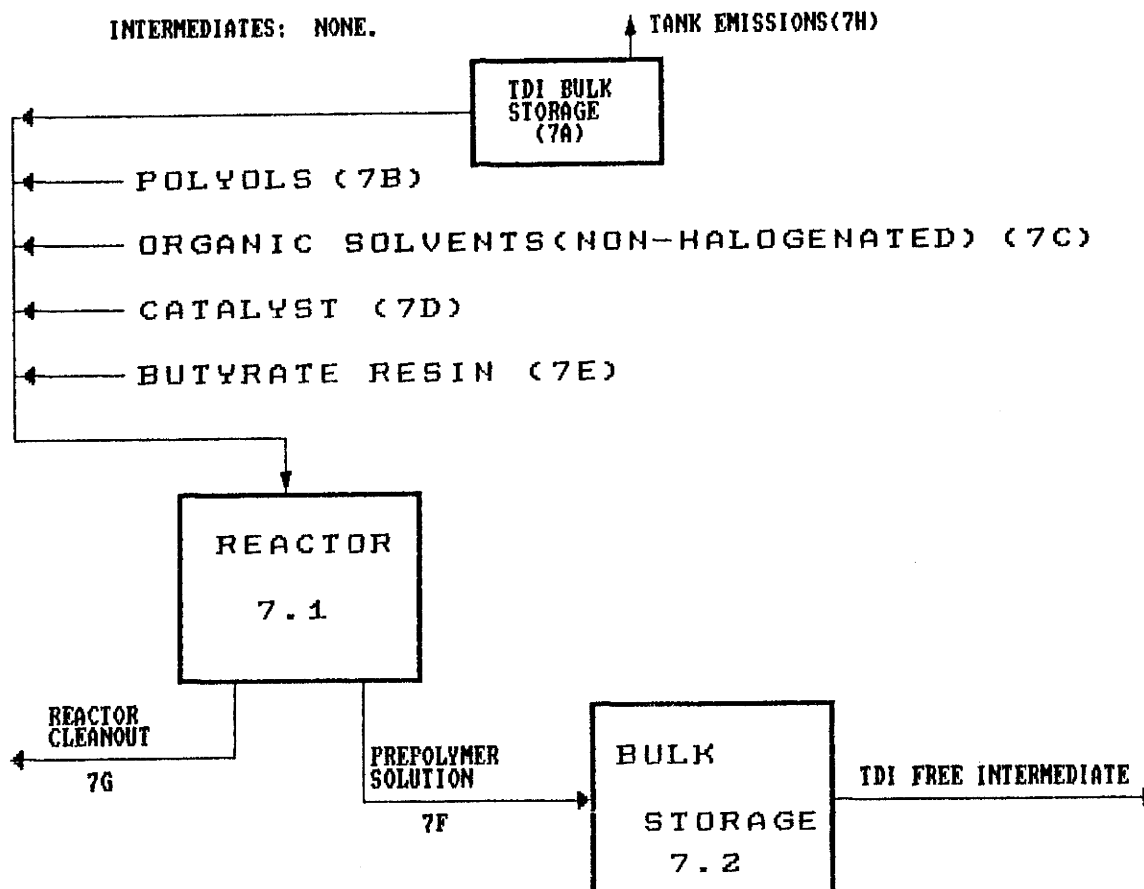 INTERMEDIATES: NONE.
TANK EMISSIONS(7H)
TDI BULK
STORAGE
(7A)
POLYOLS (7B)
ORGANIC SOLVENTS(NON-HALOGENATED) (7C)
CATALYST (7D)
BUTYRATE RESIN (7E)
REACTOR
7.1
REACTOR
CLEANOUT
7G
PREPOLYMER
SOLUTION
7F
BULK
STORAGE
7.2
TDI FREE INTERMEDIATE